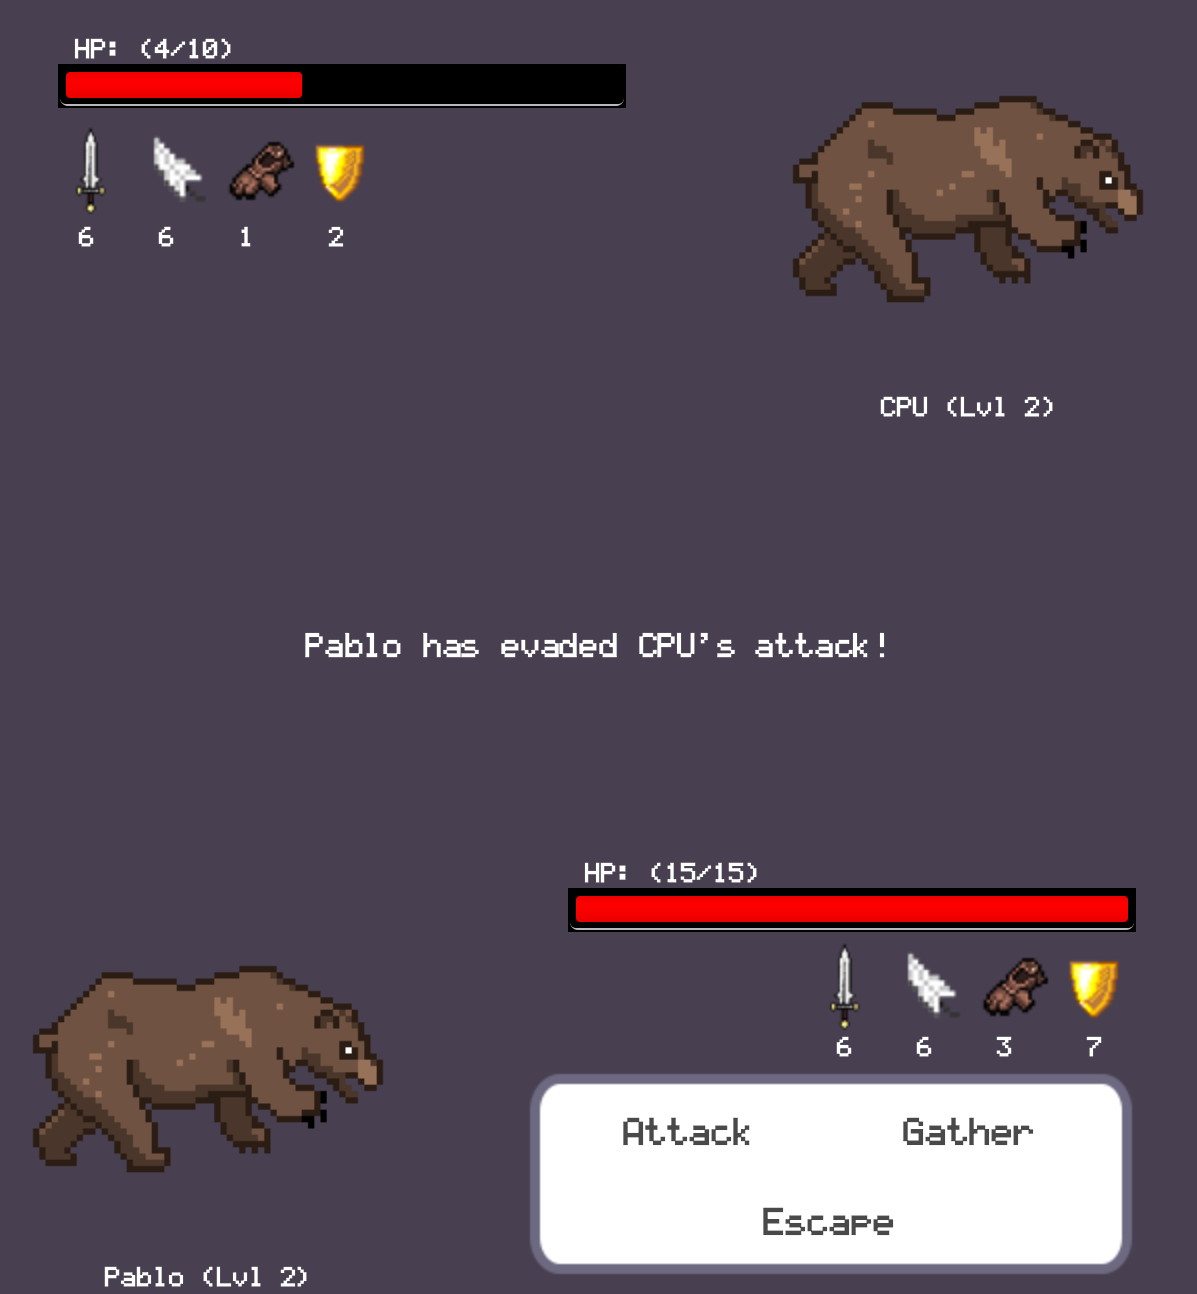 HP: (4/10)
6 6 1 2
CPU (Lvl 2)
Pablo has evaded CPU's attack!
HP: (15/15)
6 6 3 7
Attack Gather
Escape
Pablo (Lvl 2)